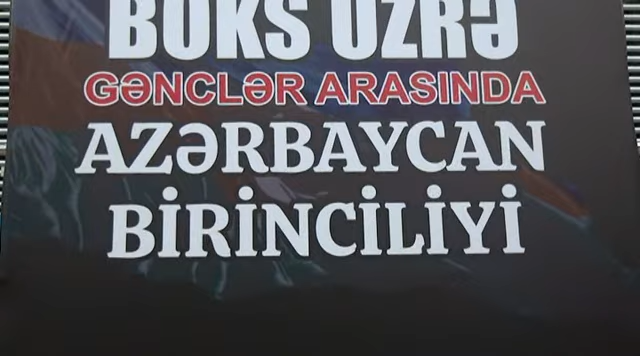 BOKS ÜZRƏ
GƏNCLƏR ARASINDA
AZƏRBAYCAN
BİRİNCİLİYİ